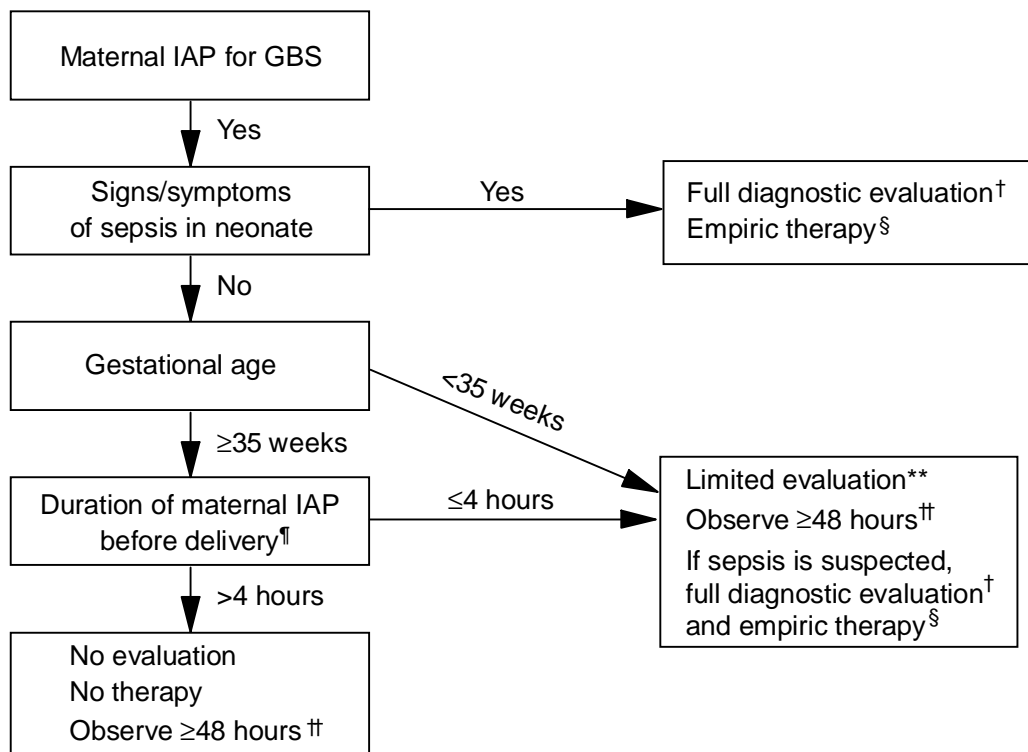 Maternal IAP for GBS
Yes
Signs/symptoms
of sepsis in neonate
Yes
Full diagnostic evaluation†
Empiric therapy§
No
Gestational age
<35 weeks
≥35 weeks
Duration of maternal IAP
before delivery¶
≤4 hours
Limited evaluation**
Observe ≥48 hours††
If sepsis is suspected,
full diagnostic evaluation†
and empiric therapy§
>4 hours
No evaluation
No therapy
Observe ≥48 hours††